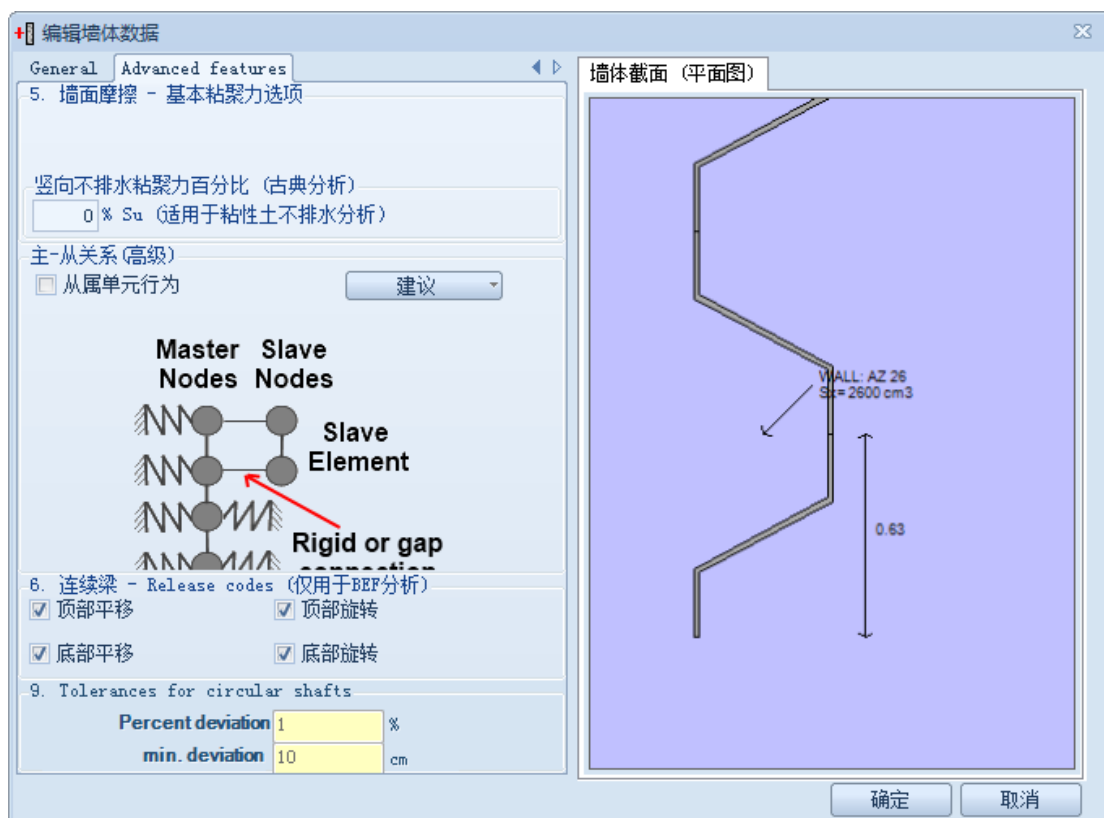 编辑墙体数据
General Advanced features
5. 墙面摩擦 - 基本粘聚力选项
竖向不排水粘聚力百分比 (古典分析)
0 % Su (适用于粘性土不排水分析)
主-从关系(高级)
从属单元行为 建议
Master Slave
Nodes Nodes
Slave
Element
Rigid or gap
connection
6. 连续梁 - Release codes (仅用于BEF分析)
顶部平移 顶部旋转
底部平移 底部旋转
9. Tolerances for circular shafts
Percent deviation 1 %
min. deviation 10 cm
墙体截面 (平面图)
WALL: AZ 26
Sx= 2600 cm3
0.63
确定 取消